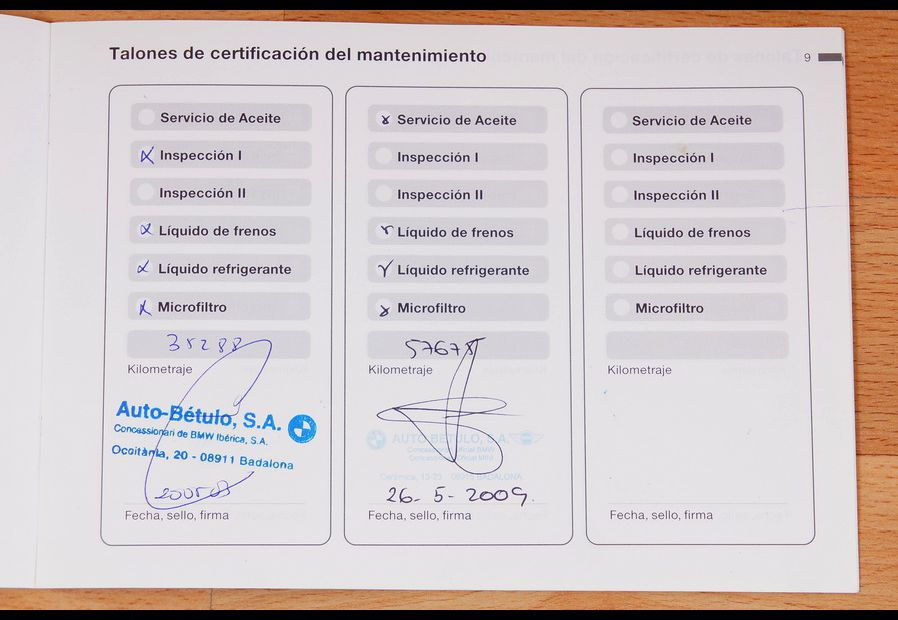 Talones de certificación del mantenimiento
9
Servicio de Aceite
Inspección I
Inspección II
Líquido de frenos
Líquido refrigerante
Microfiltro
35288
Kilometraje
Auto-Bétulo, S.A.
Concessionari de BMW Ibérica, S.A.
Occitània, 20 - 08911 Badalona
Fecha, sello, firma
Servicio de Aceite
Inspección I
Inspección II
Líquido de frenos
Líquido refrigerante
Microfiltro
Kilometraje
AUTO BÉTULO, S.A.
26-5-2009.
Fecha, sello, firma
Servicio de Aceite
Inspección I
Inspección II
Líquido de frenos
Líquido refrigerante
Microfiltro
Kilometraje
Fecha, sello, firma